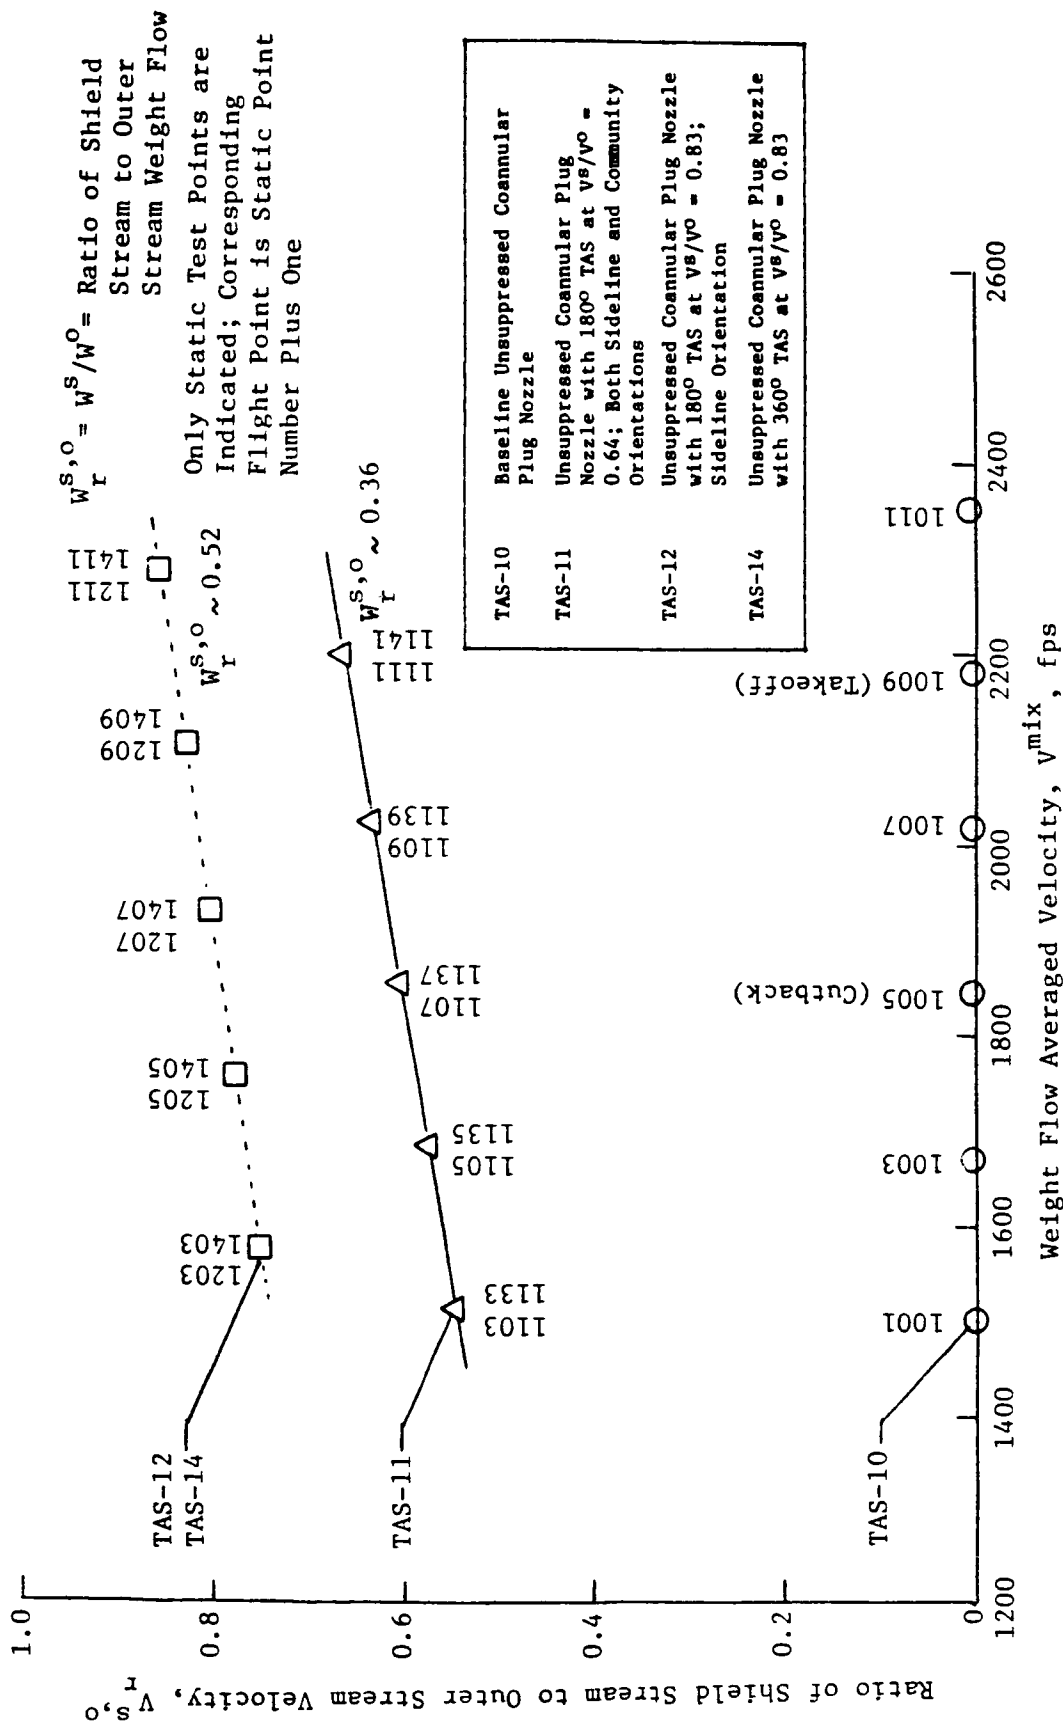 W_r^{s,o} = W^s/W^o = Ratio of Shield
Stream to Outer
Stream Weight Flow
Only Static Test Points are
Indicated; Corresponding
Flight Point is Static Point
Number Plus One
1.0
0.8
0.6
0.4
0.2
0
Ratio of Shield Stream to Outer Stream Velocity, V_r^{s,o}
TAS-12
TAS-14
1203
1403
1205
1405
1207
1407
1209
1409
1211
1411
W_r^{s,o} ~ 0.52
TAS-11
1133
1103
1135
1105
1137
1107
1139
1109
1141
1111
W_r^{s,o} ~ 0.36
TAS-10
1001
1003
1005 (Cutback)
1007
1009 (Takeoff)
1011
TAS-10 Baseline Unsuppressed Coannular
Plug Nozzle
TAS-11 Unsuppressed Coannular Plug
Nozzle with 180° TAS at V^s/V^o =
0.64; Both Sideline and Community
Orientations
TAS-12 Unsuppressed Coannular Plug Nozzle
with 180° TAS at V^s/V^o = 0.83;
Sideline Orientation
TAS-14 Unsuppressed Coannular Plug Nozzle
with 360° TAS at V^s/V^o = 0.83
1200 1400 1600 1800 2000 2200 2400 2600
Weight Flow Averaged Velocity, V^{mix}, fps